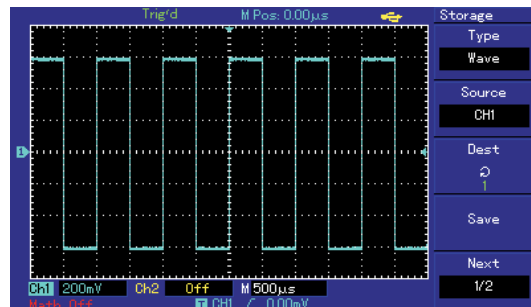 Trig'd M Pos: 0.00μs Storage
Type
Wave
Source
CH1
1
Dest
1
Save
Next
1/2
Ch1 200mV Ch2 Off M 500μs
Math Off T CH1 / 0.00mV